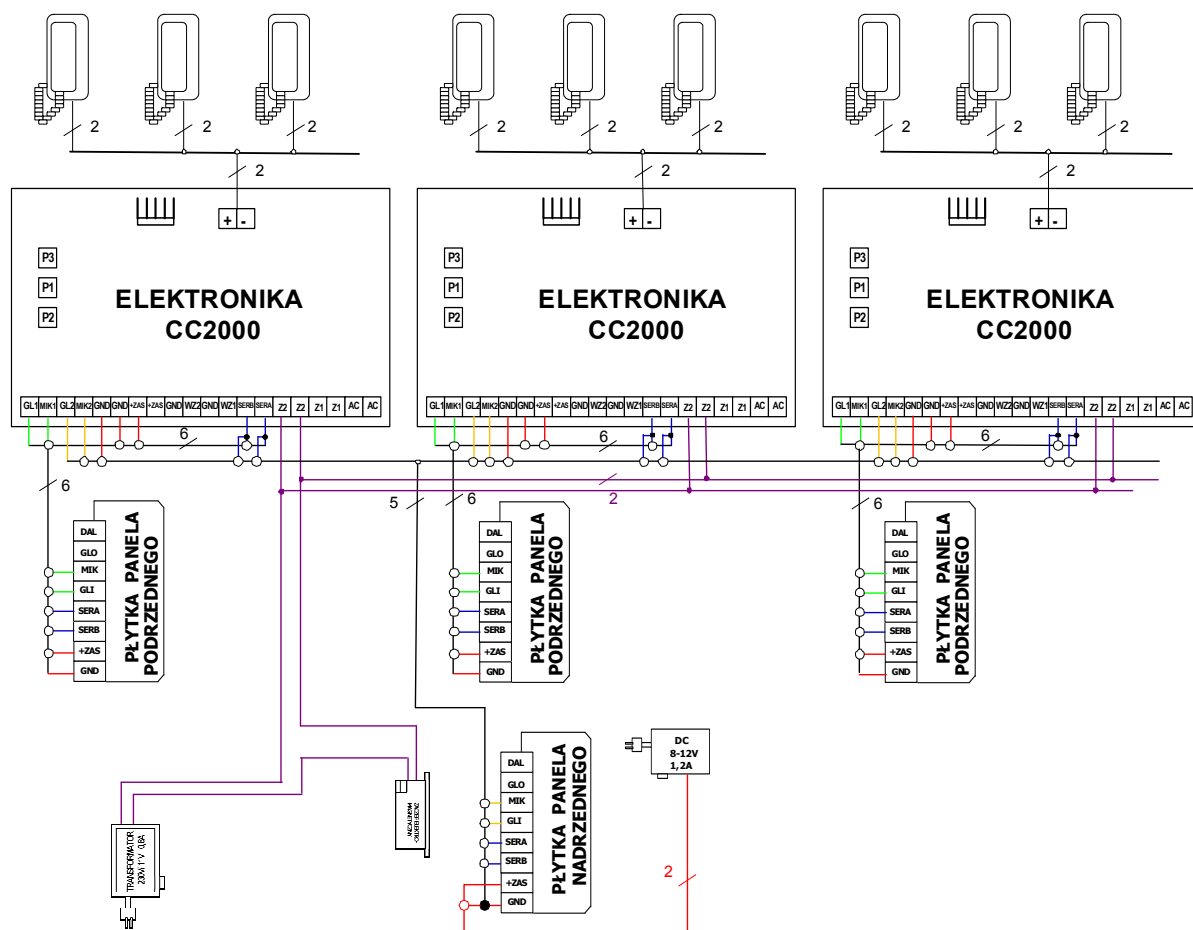 2 2 2 2 2 2 2 2 2
2 2 2
+ - + - + -
P3 P3 P3
P1 P1 P1
P2 P2 P2
ELEKTRONIKA ELEKTRONIKA ELEKTRONIKA
CC2000 CC2000 CC2000
GL1 MIK1 GL2 MIK2 GND GND +ZAS +ZAS GND WZ2 GND WZ1 SERB SERA Z2 Z2 Z1 Z1 AC AC
GL1 MIK1 GL2 MIK2 GND GND +ZAS +ZAS GND WZ2 GND WZ1 SERB SERA Z2 Z2 Z1 Z1 AC AC
GL1 MIK1 GL2 MIK2 GND GND +ZAS +ZAS GND WZ2 GND WZ1 SERB SERA Z2 Z2 Z1 Z1 AC AC
6 6 6
6 5 6 2 6
DAL
GLO
MIK
GLI
SERA
SERB
+ZAS
GND
PŁYTKA PANELA
PODRZEDNEGO
DAL
GLO
MIK
GLI
SERA
SERB
+ZAS
GND
PŁYTKA PANELA
PODRZEDNEGO
DAL
GLO
MIK
GLI
SERA
SERB
+ZAS
GND
PŁYTKA PANELA
PODRZEDNEGO
TRANSFORMATOR
DAL
GLO
MIK
GLI
SERA
SERB
+ZAS
GND
PŁYTKA PANELA
NADRZEDNEGO
DC
8-12V
1,2A
2